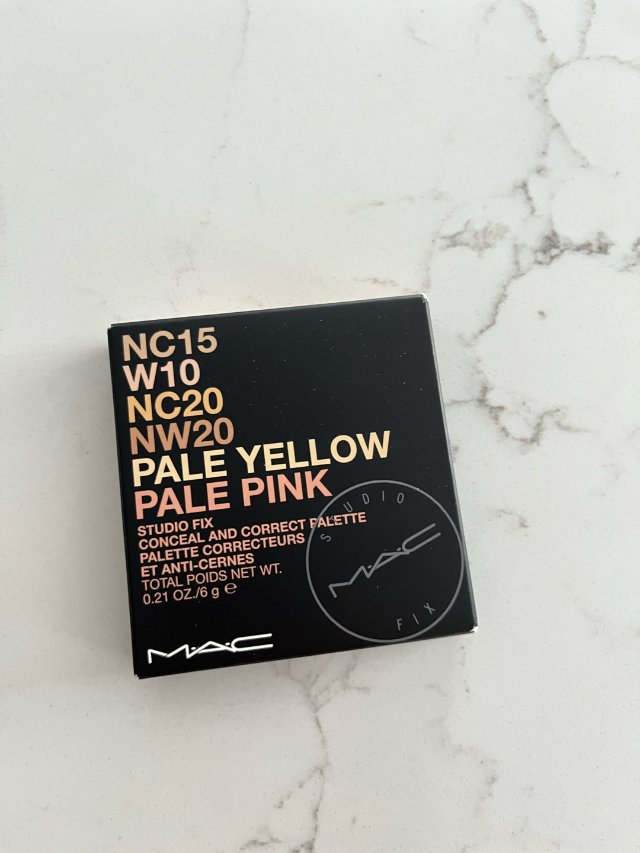 NC15
W10
NC20
NW20
PALE YELLOW
PALE PINK
STUDIO FIX
CONCEAL AND CORRECT PALETTE
PALETTE CORRECTEURS
ET ANTI-CERNES
TOTAL POIDS NET WT.
0.21 OZ./6 g ℮
STUDIO
M·A·C
FIX
M·A·C